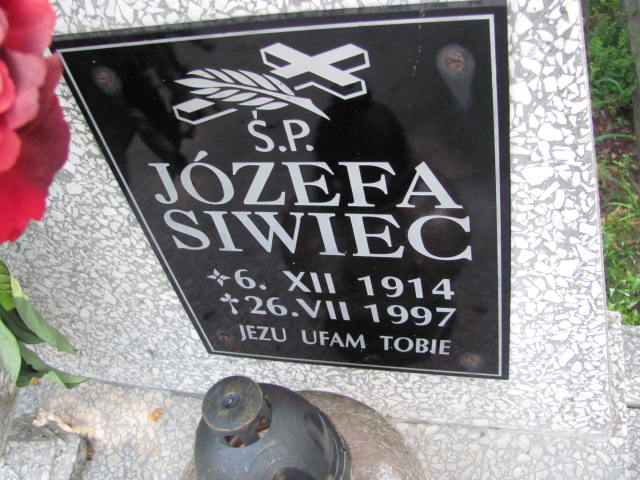 Ś.P.
JÓZEFA
SIWIEC
6. XII 1914
26. VII 1997
JEZU UFAM TOBIE